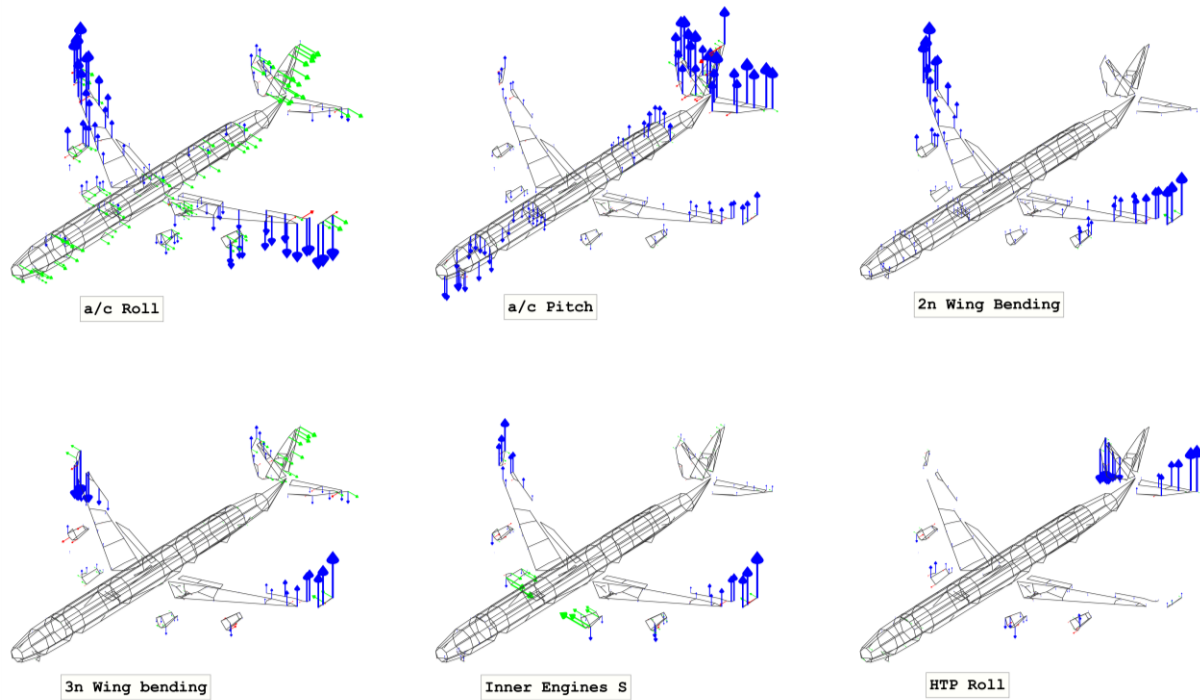 a/c Roll
a/c Pitch
2n Wing Bending
3n Wing bending
Inner Engines S
HTP Roll